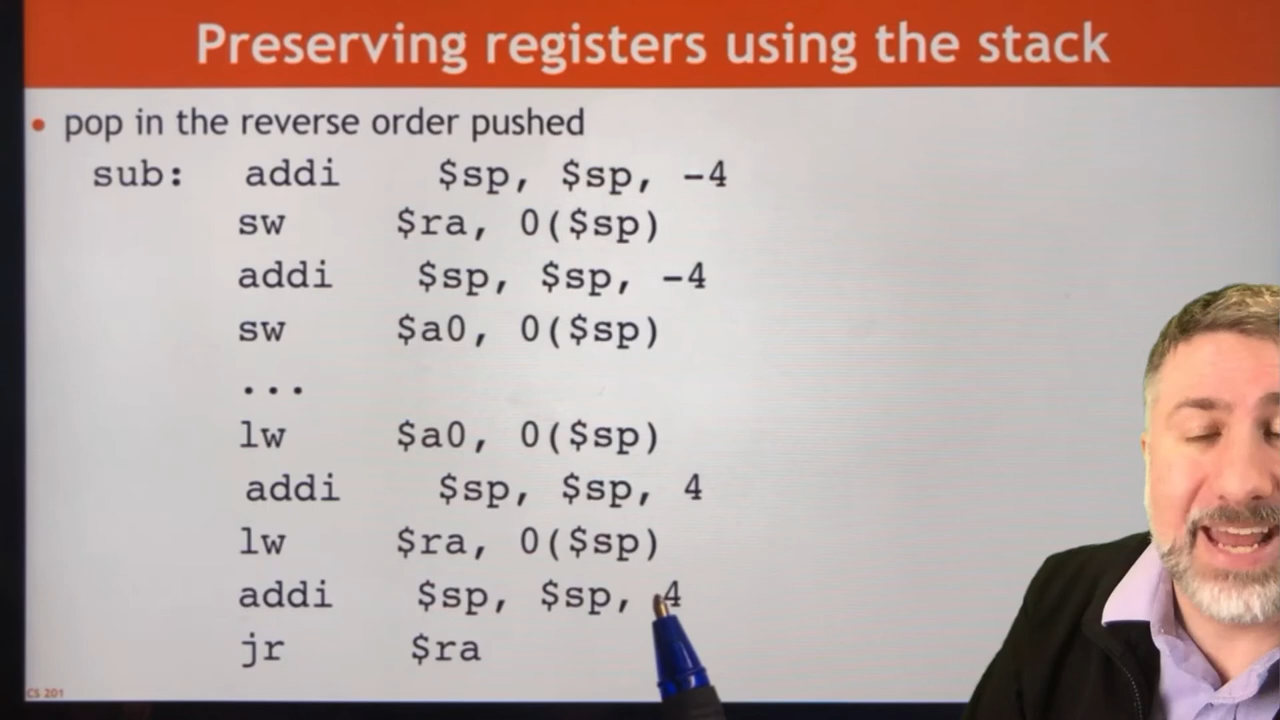 Preserving registers using the stack
• pop in the reverse order pushed
sub: addi $sp, $sp, -4
sw $ra, 0($sp)
addi $sp, $sp, -4
sw $a0, 0($sp)
...
lw $a0, 0($sp)
addi $sp, $sp, 4
lw $ra, 0($sp)
addi $sp, $sp, 4
jr $ra
CS 201